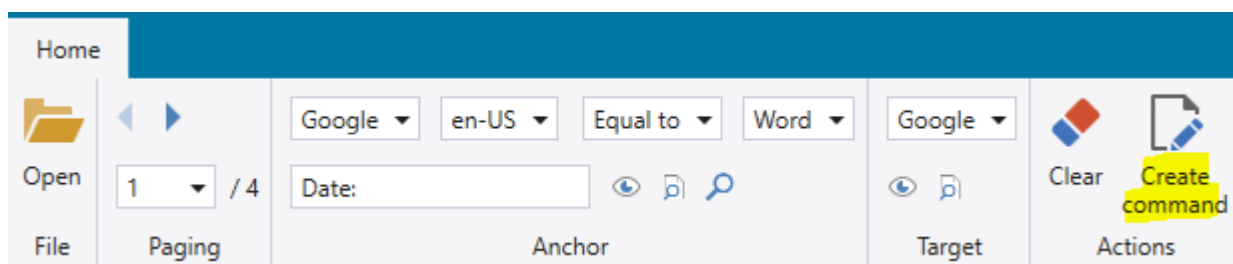 Home
Google en-US Equal to Word Google
Open 1 / 4 Date: Clear Create
command
File Paging Anchor Target Actions